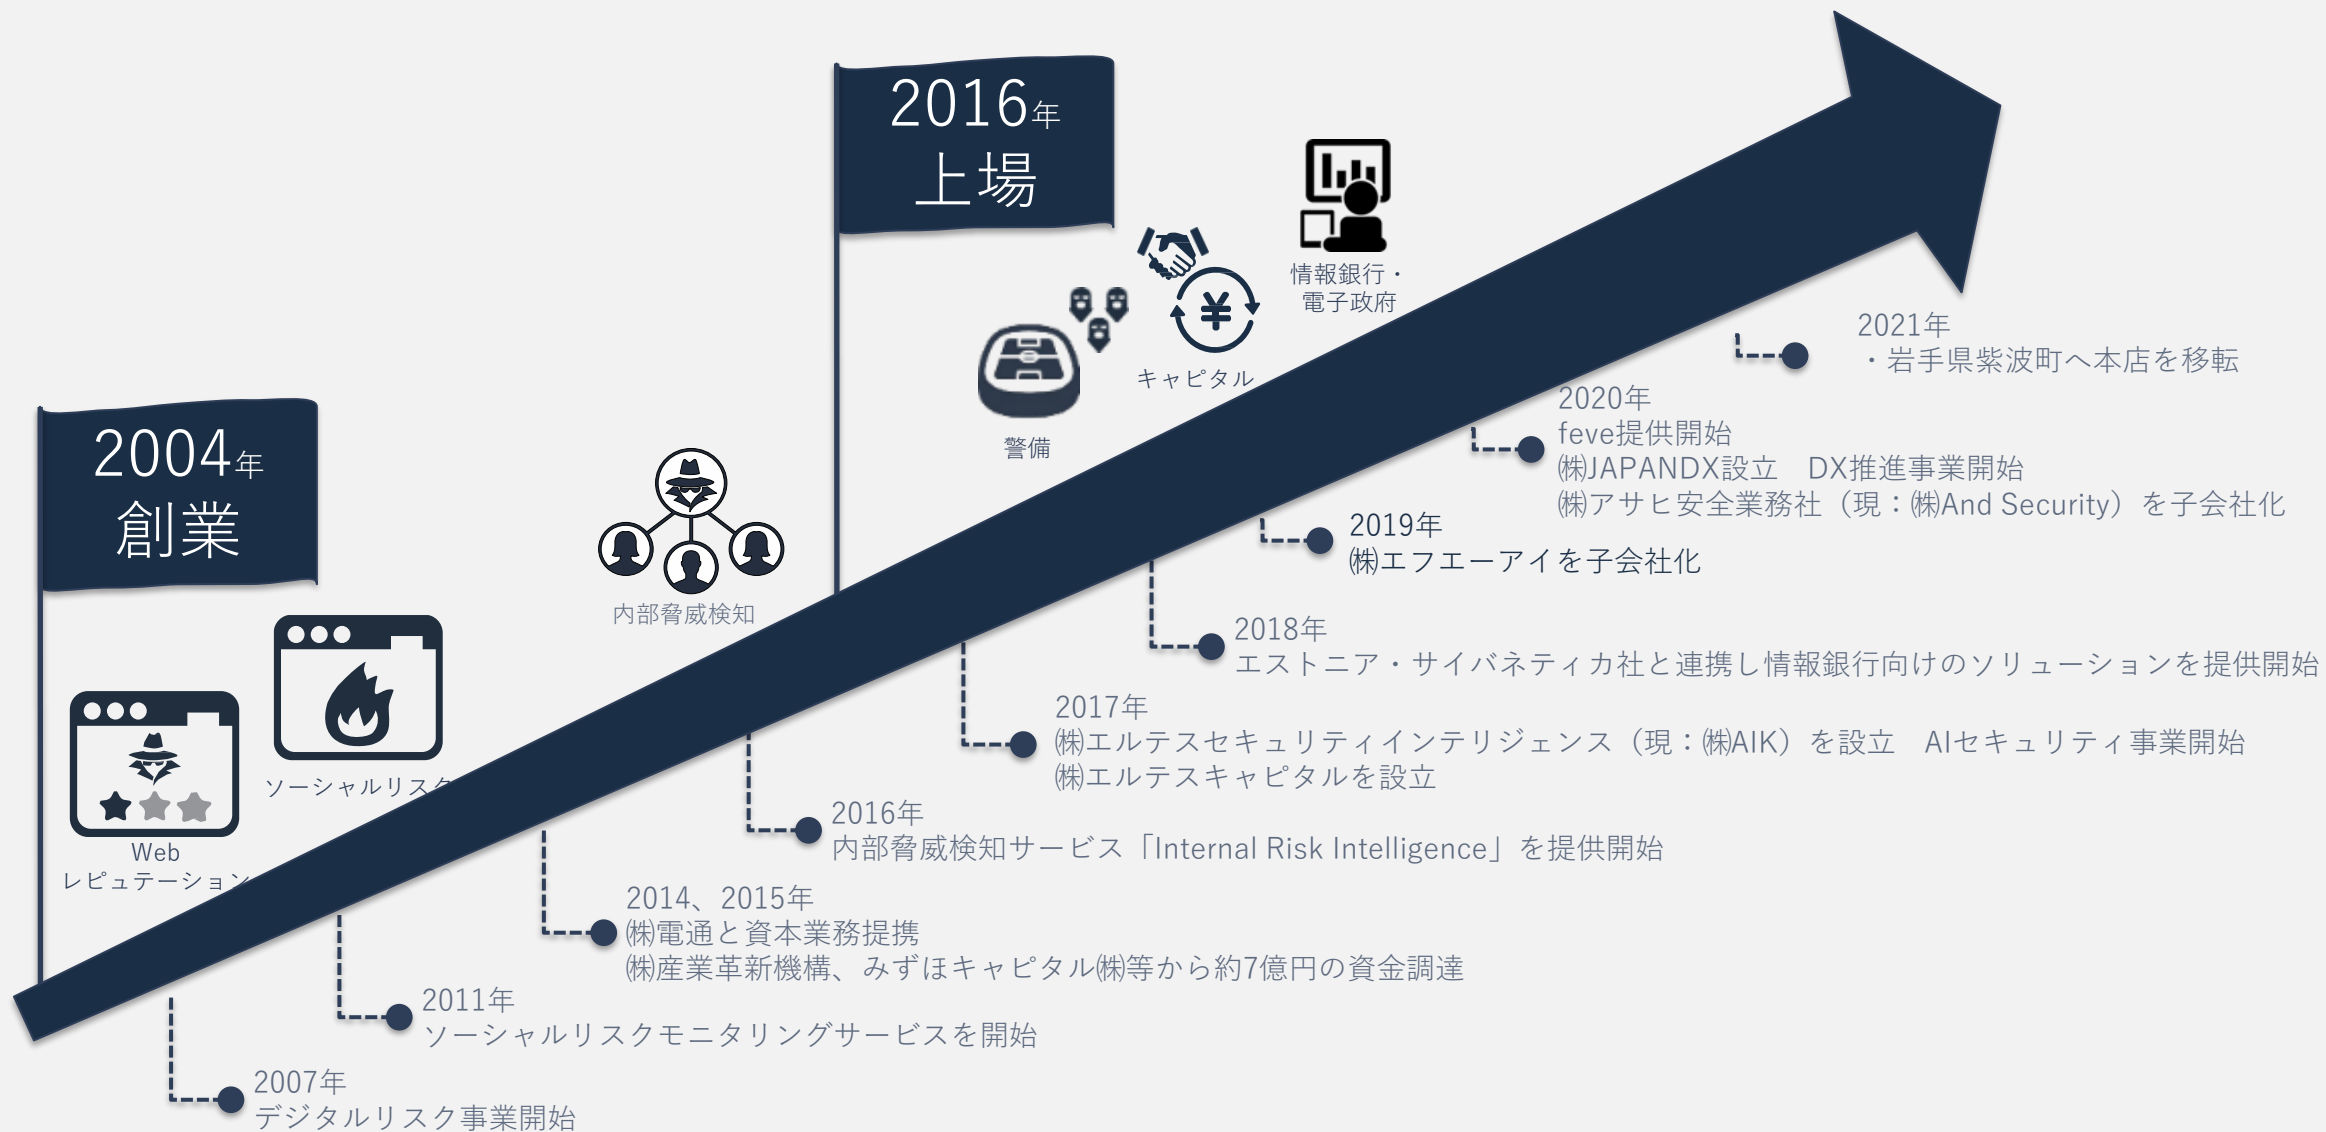 2016年
上場
情報銀行・
電子政府
キャピタル
警備
2004年
創業
内部脅威検知
ソーシャルリスク
Web
レピュテーション
2021年
・岩手県紫波町へ本店を移転
2020年
feve提供開始
㈱JAPANDX設立　DX推進事業開始
㈱アサヒ安全業務社（現：㈱And Security）を子会社化
2019年
㈱エフエーアイを子会社化
2018年
エストニア・サイバネティカ社と連携し情報銀行向けのソリューションを提供開始
2017年
㈱エルテスセキュリティインテリジェンス（現：㈱AIK）を設立　AIセキュリティ事業開始
㈱エルテスキャピタルを設立
2016年
内部脅威検知サービス「Internal Risk Intelligence」を提供開始
2014、2015年
㈱電通と資本業務提携
㈱産業革新機構、みずほキャピタル㈱等から約7億円の資金調達
2011年
ソーシャルリスクモニタリングサービスを開始
2007年
デジタルリスク事業開始